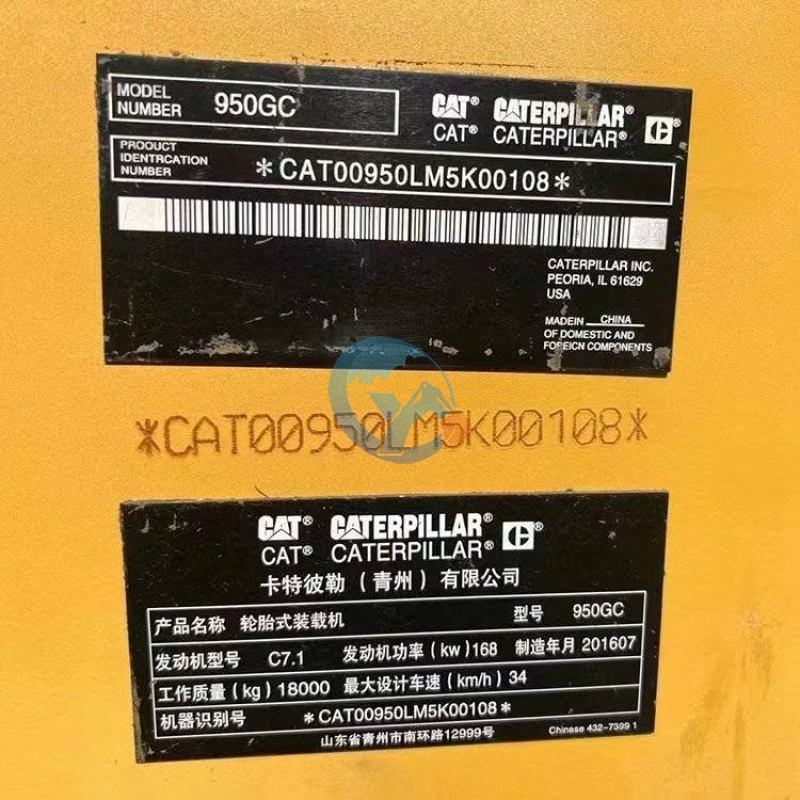 MODEL
NUMBER 950GC
CAT® CATERPILLAR®
CAT® CATERPILLAR®
PROOUCT
IDENTRCATION
NUMBER *CAT00950LM5K00108*
CATERPILLAR INC.
PEORIA, IL 61629
USA
MADEIN CHINA
OF DOMESTIC AND
FOREICN COMPONENTS
*CAT00950LM5K00108*
CAT® CATERPILLAR®
CAT® CATERPILLAR®
卡特彼勒（青州）有限公司
产品名称 轮胎式装载机 型号 950GC
发动机型号 C7.1 发动机功率（kw）168 制造年月 201607
工作质量（kg）18000 最大设计车速（km/h）34
机器识别号 *CAT00950LM5K00108*
山东省青州市南环路12999号 Chinese 432-7399 1